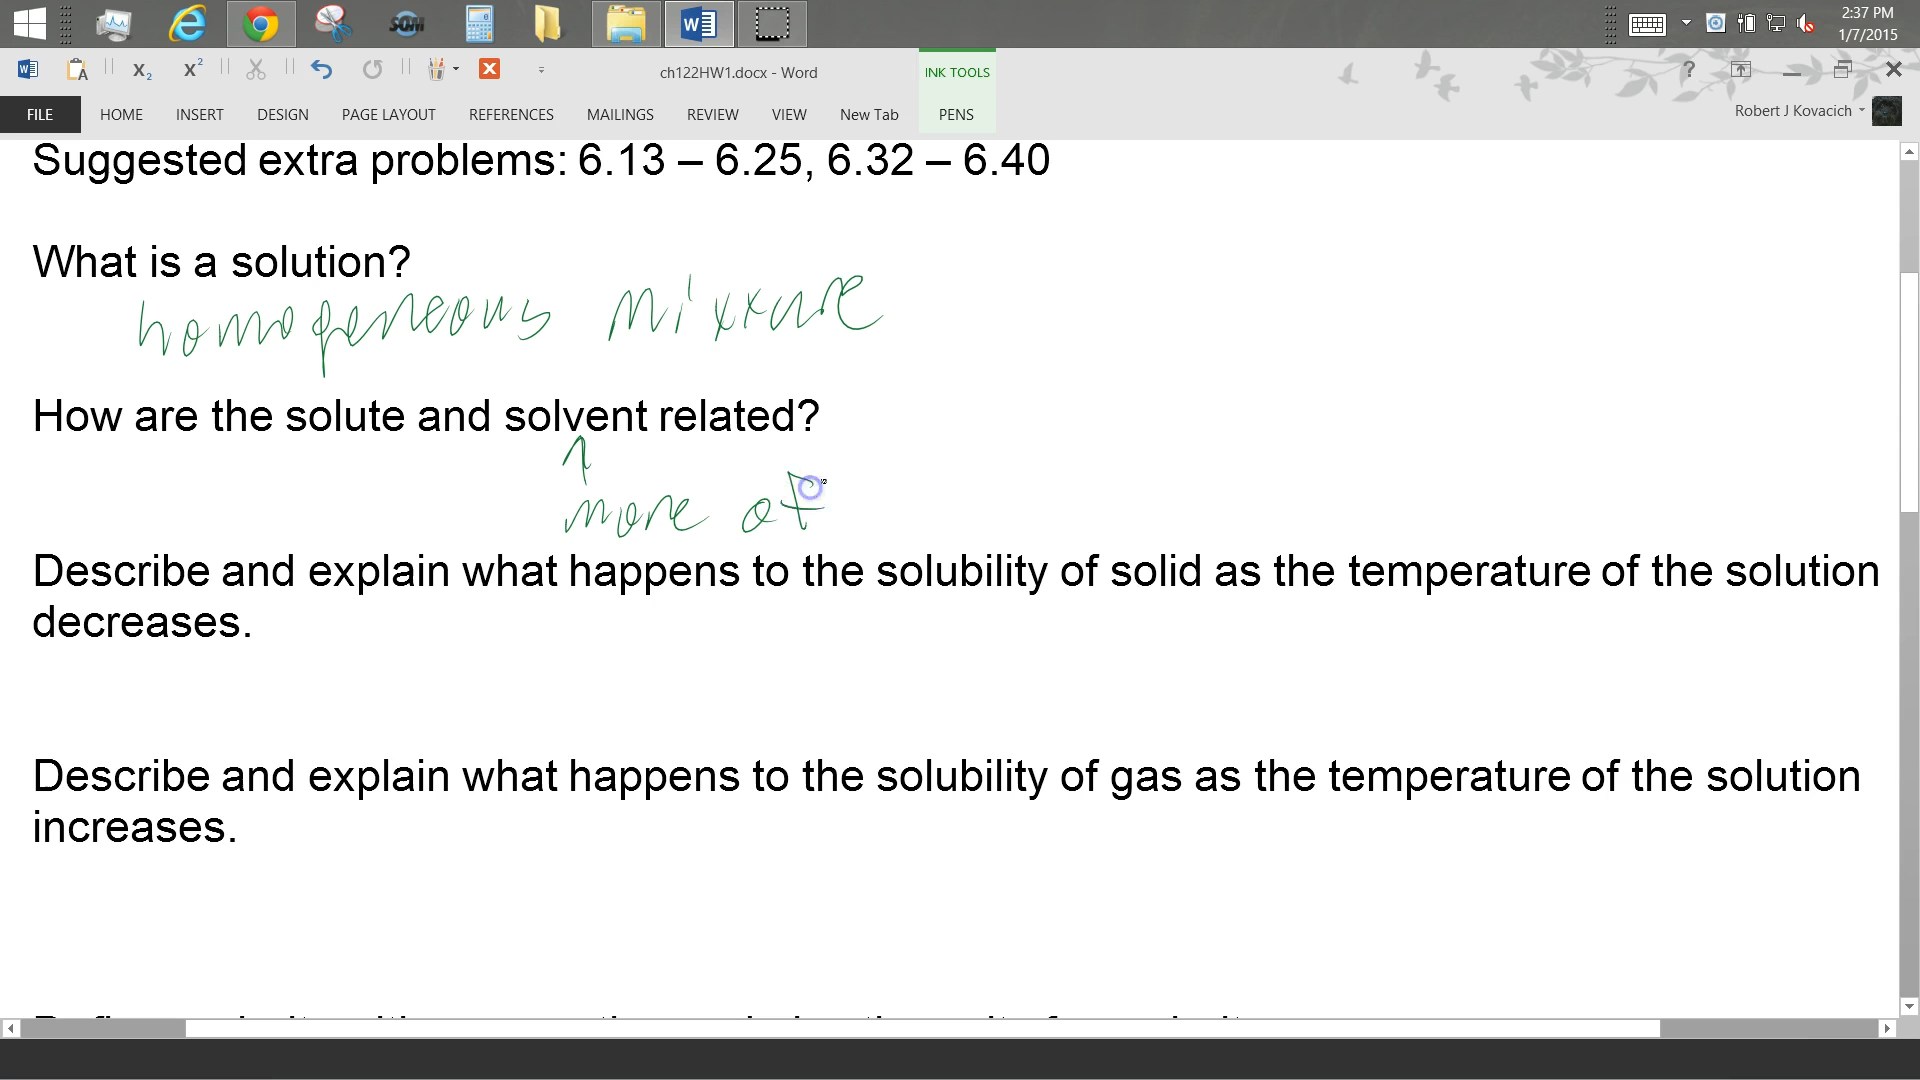 SQM
2:37 PM
1/7/2015
ch122HW1.docx - Word
INK TOOLS
FILE HOME INSERT DESIGN PAGE LAYOUT REFERENCES MAILINGS REVIEW VIEW New Tab PENS
Robert J Kovacich
Suggested extra problems: 6.13 – 6.25, 6.32 – 6.40
What is a solution?
homogeneous mixxure
How are the solute and solvent related?
more of
Describe and explain what happens to the solubility of solid as the temperature of the solution
decreases.
Describe and explain what happens to the solubility of gas as the temperature of the solution
increases.